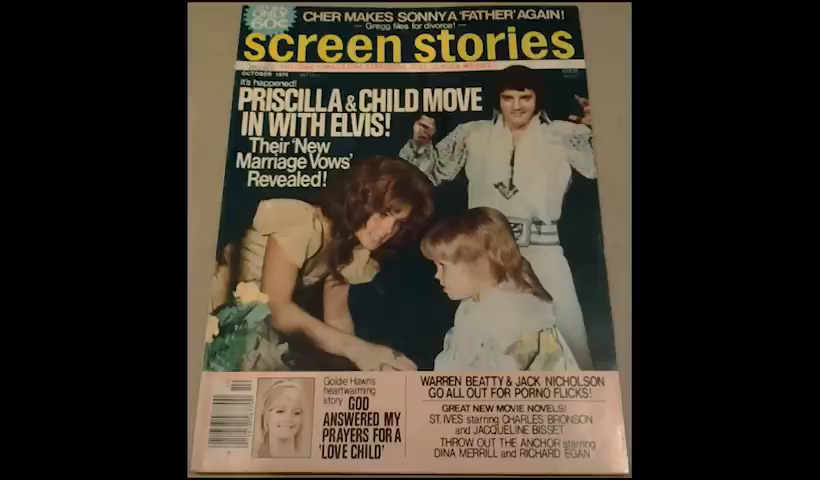 ONLY
60¢
CHER MAKES SONNY A 'FATHER' AGAIN!
— Gregg files for divorce! —
screen stories
OCTOBER 1976
It's happened!
PRISCILLA & CHILD MOVE
IN WITH ELVIS!
Their 'New
Marriage Vows'
Revealed!
Goldie Hawn's
heartwarming
story GOD
ANSWERED MY
PRAYERS FOR A
'LOVE CHILD'
WARREN BEATTY & JACK NICHOLSON
GO ALL OUT FOR PORNO FLICKS!
GREAT NEW MOVIE NOVELS!
ST. IVES starring CHARLES BRONSON
and JACQUELINE BISSET
THROW OUT THE ANCHOR starring
DINA MERRILL and RICHARD EGAN